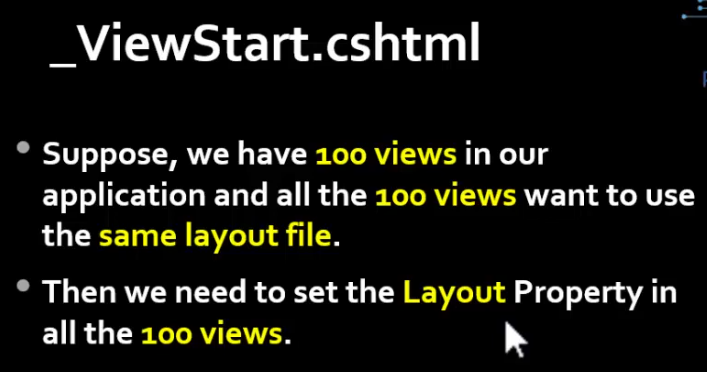 _ViewStart.cshtml
Suppose, we have 100 views in our
application and all the 100 views want to use
the same layout file.
Then we need to set the Layout Property in
all the 100 views.